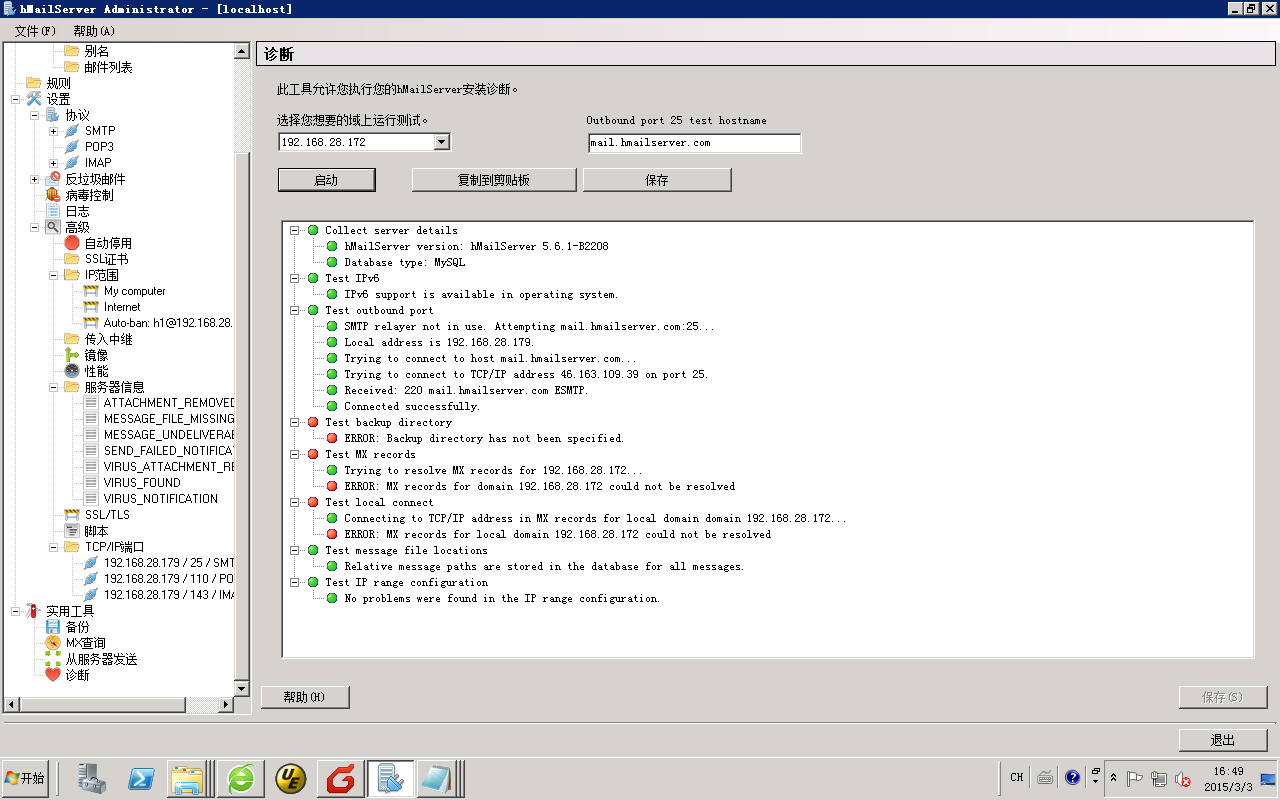 hMailServer Administrator - [localhost]
文件(F) 帮助(A)
别名
邮件列表
规则
设置
协议
SMTP
POP3
IMAP
反垃圾邮件
病毒控制
日志
高级
自动停用
SSL证书
IP范围
My computer
Internet
Auto-ban: h1@192.168.28.
传入中继
镜像
性能
服务器信息
ATTACHMENT_REMOVED
MESSAGE_FILE_MISSING
MESSAGE_UNDELIVERAB
SEND_FAILED_NOTIFICA
VIRUS_ATTACHMENT_RE
VIRUS_FOUND
VIRUS_NOTIFICATION
SSL/TLS
脚本
TCP/IP端口
192.168.28.179 / 25 / SMT
192.168.28.179 / 110 / PO
192.168.28.179 / 143 / IMA
实用工具
备份
MX查询
从服务器发送
诊断
诊断
此工具允许您执行您的hMailServer安装诊断。
选择您想要的域上运行测试。 Outbound port 25 test hostname
192.168.28.172 mail.hmailserver.com
启动 复制到剪贴板 保存
Collect server details
hMailServer version: hMailServer 5.6.1-B2208
Database type: MySQL
Test IPv6
IPv6 support is available in operating system.
Test outbound port
SMTP relayer not in use. Attempting mail.hmailserver.com:25...
Local address is 192.168.28.179.
Trying to connect to host mail.hmailserver.com...
Trying to connect to TCP/IP address 46.163.109.39 on port 25.
Received: 220 mail.hmailserver.com ESMTP.
Connected successfully.
Test backup directory
ERROR: Backup directory has not been specified.
Test MX records
Trying to resolve MX records for 192.168.28.172...
ERROR: MX records for domain 192.168.28.172 could not be resolved
Test local connect
Connecting to TCP/IP address in MX records for local domain domain 192.168.28.172...
ERROR: MX records for local domain 192.168.28.172 could not be resolved
Test message file locations
Relative message paths are stored in the database for all messages.
Test IP range configuration
No problems were found in the IP range configuration.
帮助(H) 保存(S)
退出
开始 CH 16:49
2015/3/3